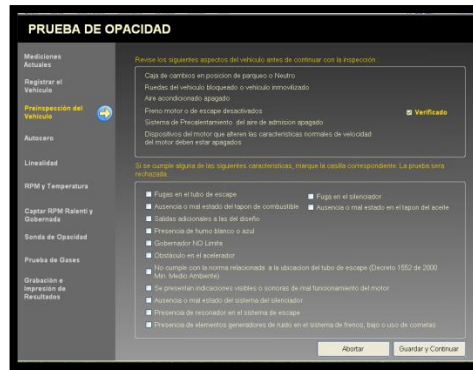 PRUEBA DE OPACIDAD
Mediciones
Actuales
Registrar el
Vehículo
Preinspección del
Vehículo
Autocero
Linealidad
RPM y Temperatura
Captar RPM Ralenti y
Gobernada
Sonda de Opacidad
Prueba de Gases
Grabación e
Impresión de
Resultados
Revise los siguientes aspectos del vehículo antes de continuar con la inspección :
Caja de cambios en posicion de parqueo o Neutro
Ruedas del vehículo bloqueado o vehículo inmovilizado
Aire acondicionado apagado
Freno motor o de escape desactivados
Sistema de Precalentamiento del aire de admision apagado
Dispositivos del motor que alteren las características normales de velocidad
del motor deben estar apagados
Verificado
Si se cumple alguna de las siguientes características, marque la casilla correspondiente. La prueba sera
rechazada.
Fugas en el tubo de escape
Fuga en el silenciador
Ausencia o mal estado del tapon de combustible
Ausencia o mal estado en el tapon del aceite
Salidas adicionales a las del diseño
Presencia de humo blanco o azul
Gobernador NO Limita
Obstáculo en el acelerador
No cumple con la norma relacionada a la ubicacion del tubo de escape (Decreto 1552 de 2000
Min. Medio Ambiente)
Se presentan indicaciones visibles o sonoras de mal funcionamiento del motor
Ausencia o mal estado del sistema del silenciador
Presencia de resonador en el sistema de escape
Presencia de elementos generadores de ruido en el sistema de frenos, bajo o uso de cornetas
Abortar
Guardar y Continuar